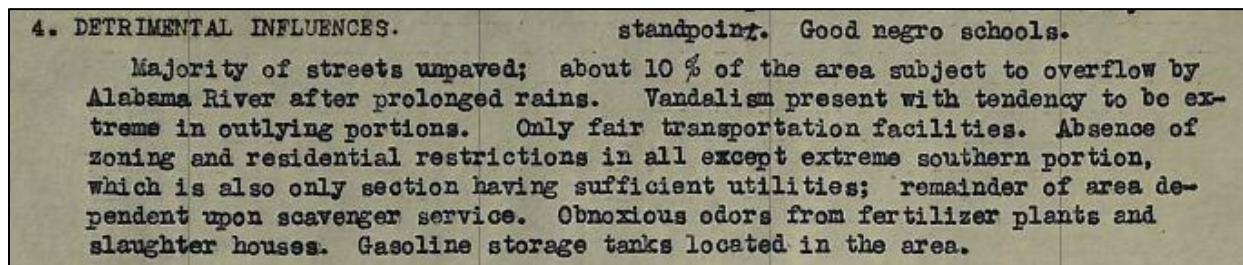 4. DETRIMENTAL INFLUENCES. standpoint. Good negro schools.
Majority of streets unpaved; about 10 % of the area subject to overflow by
Alabama River after prolonged rains. Vandalism present with tendency to be ex-
treme in outlying portions. Only fair transportation facilities. Absence of
zoning and residential restrictions in all except extreme southern portion,
which is also only section having sufficient utilities; remainder of area de-
pendent upon scavenger service. Obnoxious odors from fertilizer plants and
slaughter houses. Gasoline storage tanks located in the area.